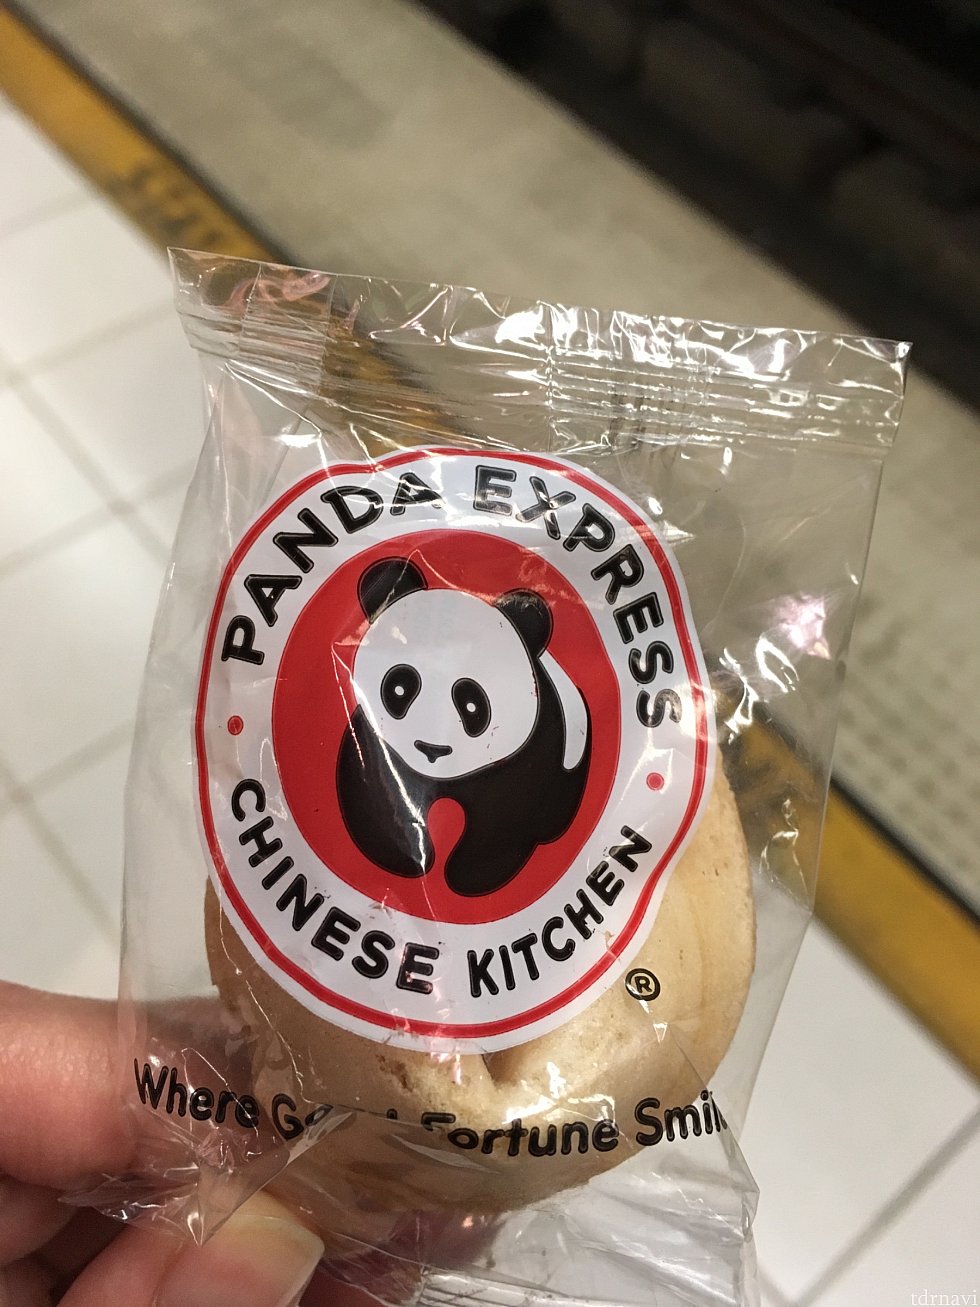 PANDA EXPRESS
CHINESE KITCHEN
®
Where Fortune
tdrnavi